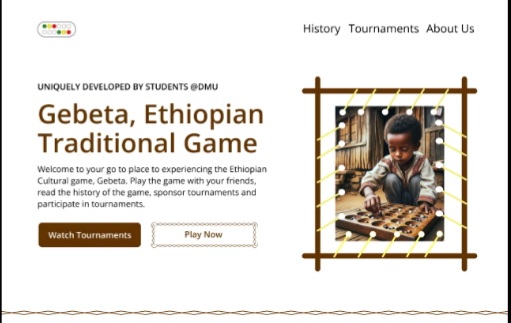 History Tournaments About Us
UNIQUELY DEVELOPED BY STUDENTS @DMU
Gebeta, Ethiopian
Traditional Game
Welcome to your go to place to experiencing the Ethiopian
Cultural game, Gebeta. Play the game with your friends,
read the history of the game, sponsor tournaments and
participate in tournaments.
Watch Tournaments
Play Now